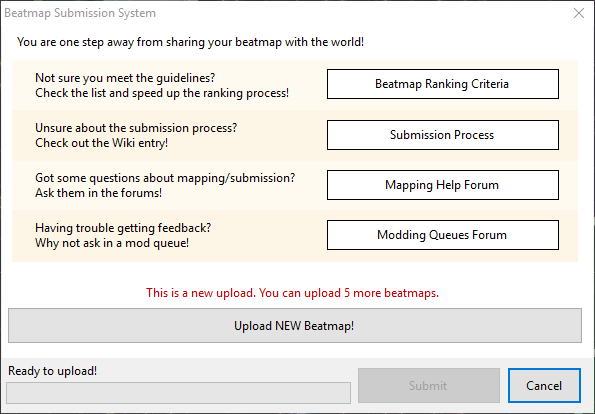 Beatmap Submission System
You are one step away from sharing your beatmap with the world!
Not sure you meet the guidelines?
Check the list and speed up the ranking process!
Beatmap Ranking Criteria
Unsure about the submission process?
Check out the Wiki entry!
Submission Process
Got some questions about mapping/submission?
Ask them in the forums!
Mapping Help Forum
Having trouble getting feedback?
Why not ask in a mod queue!
Modding Queues Forum
This is a new upload. You can upload 5 more beatmaps.
Upload NEW Beatmap!
Ready to upload!
Submit
Cancel